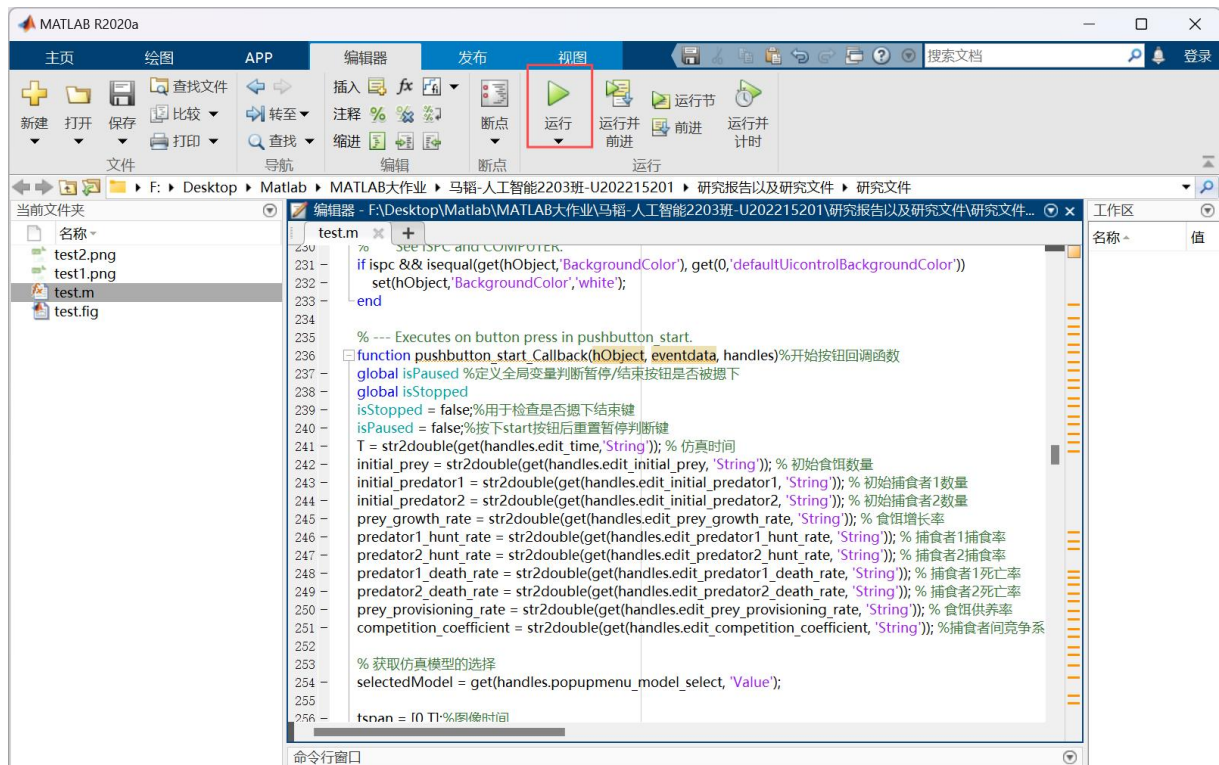 MATLAB R2020a
主页 绘图 APP 编辑器 发布 视图 搜索文档 登录
新建 打开 保存 查找文件 比较 打印 转至 查找 插入 fx 注释 缩进 断点 运行 运行并前进 运行节 前进 运行并计时
文件 导航 编辑 断点 运行
F: Desktop Matlab MATLAB大作业 马韬-人工智能2203班-U202215201 研究报告以及研究文件 研究文件
当前文件夹
名称
test2.png
test1.png
test.m
test.fig
编辑器 - F:\Desktop\Matlab\MATLAB大作业\马韬-人工智能2203班-U202215201\研究报告以及研究文件\研究文件...
test.m
230 % See ISPC and COMPUTER.
231 – if ispc && isequal(get(hObject,'BackgroundColor'), get(0,'defaultUicontrolBackgroundColor'))
232 – set(hObject,'BackgroundColor','white');
233 – end
234
235 % --- Executes on button press in pushbutton_start.
236 function pushbutton_start_Callback(hObject, eventdata, handles)%开始按钮回调函数
237 – global isPaused %定义全局变量判断暂停/结束按钮是否被摁下
238 – global isStopped
239 – isStopped = false;%用于检查是否摁下结束键
240 – isPaused = false;%按下start按钮后重置暂停判断键
241 – T = str2double(get(handles.edit_time,'String')); % 仿真时间
242 – initial_prey = str2double(get(handles.edit_initial_prey, 'String')); % 初始食饵数量
243 – initial_predator1 = str2double(get(handles.edit_initial_predator1, 'String')); % 初始捕食者1数量
244 – initial_predator2 = str2double(get(handles.edit_initial_predator2, 'String')); % 初始捕食者2数量
245 – prey_growth_rate = str2double(get(handles.edit_prey_growth_rate, 'String')); % 食饵增长率
246 – predator1_hunt_rate = str2double(get(handles.edit_predator1_hunt_rate, 'String')); % 捕食者1捕食率
247 – predator2_hunt_rate = str2double(get(handles.edit_predator2_hunt_rate, 'String')); % 捕食者2捕食率
248 – predator1_death_rate = str2double(get(handles.edit_predator1_death_rate, 'String')); % 捕食者1死亡率
249 – predator2_death_rate = str2double(get(handles.edit_predator2_death_rate, 'String')); % 捕食者2死亡率
250 – prey_provisioning_rate = str2double(get(handles.edit_prey_provisioning_rate, 'String')); % 食饵供养率
251 – competition_coefficient = str2double(get(handles.edit_competition_coefficient, 'String')); %捕食者间竞争系
252
253 % 获取仿真模型的选择
254 – selectedModel = get(handles.popupmenu_model_select, 'Value');
255
256 – tspan = [0 T];%图像时间
命令行窗口
工作区
名称 值